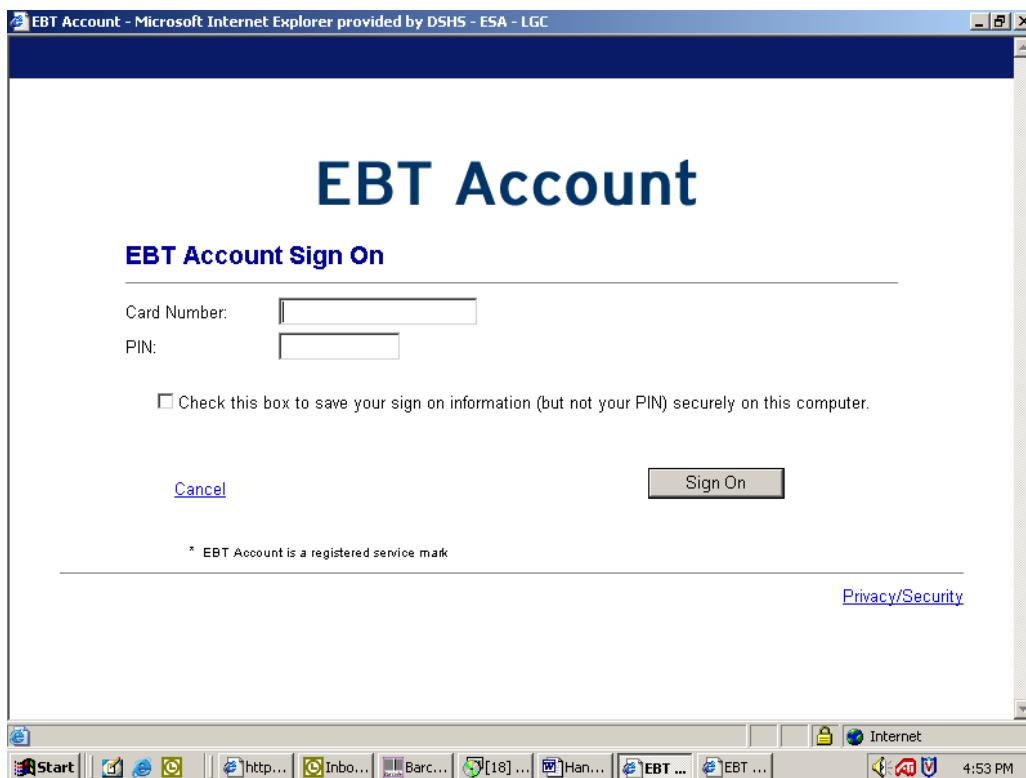 EBT Account - Microsoft Internet Explorer provided by DSHS - ESA - LGC
EBT Account
EBT Account Sign On
Card Number:
PIN:
Check this box to save your sign on information (but not your PIN) securely on this computer.
Cancel
Sign On
* EBT Account is a registered service mark
Privacy/Security
Internet
Start
http...
Inbo...
Barc...
[18] ...
Han...
EBT ...
EBT ...
4:53 PM